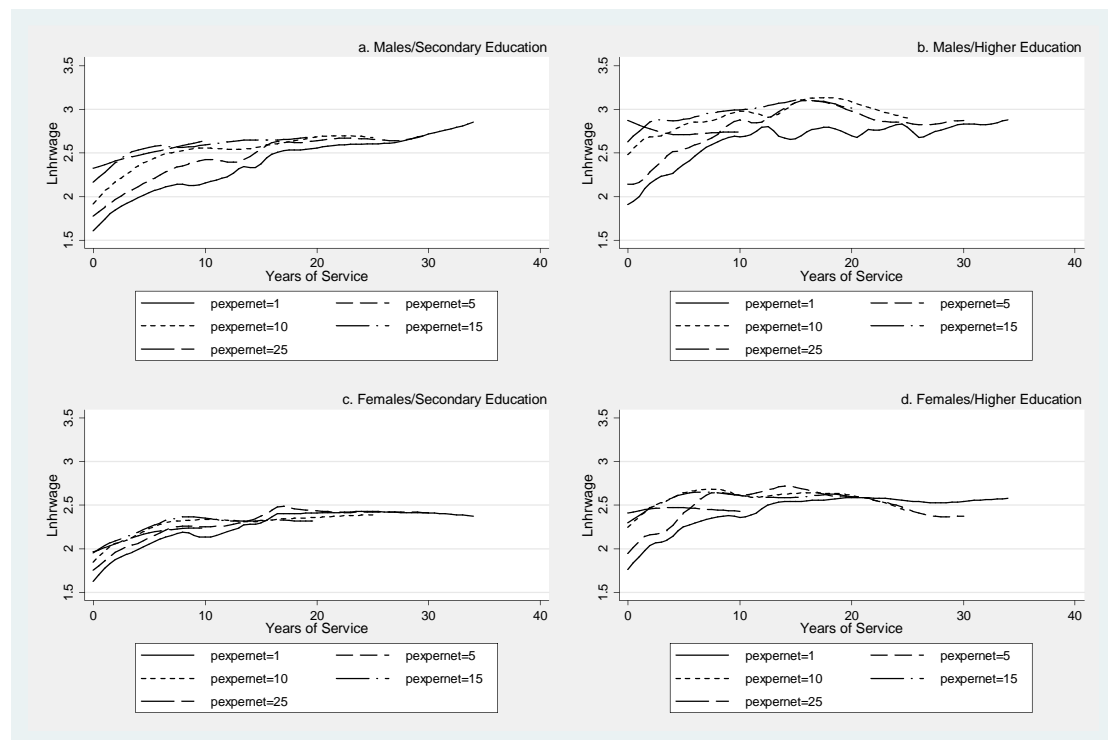 a. Males/Secondary Education
Lnhrwage
3.5
3
2.5
2
1.5
0 10 20 30 40
Years of Service
pexpernet=1 pexpernet=5
pexpernet=10 pexpernet=15
pexpernet=25
b. Males/Higher Education
Lnhrwage
3.5
3
2.5
2
1.5
0 10 20 30 40
Years of Service
pexpernet=1 pexpernet=5
pexpernet=10 pexpernet=15
pexpernet=25
c. Females/Secondary Education
Lnhrwage
3.5
3
2.5
2
1.5
0 10 20 30 40
Years of Service
pexpernet=1 pexpernet=5
pexpernet=10 pexpernet=15
pexpernet=25
d. Females/Higher Education
Lnhrwage
3.5
3
2.5
2
1.5
0 10 20 30 40
Years of Service
pexpernet=1 pexpernet=5
pexpernet=10 pexpernet=15
pexpernet=25